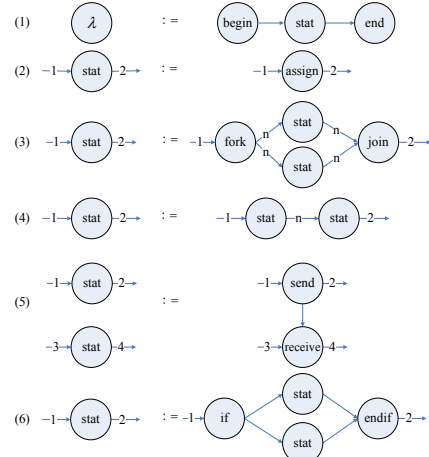 (1) λ := begin stat end
(2) 1 stat 2 := 1 assign 2
stat
(3) 1 stat 2 := 1 fork n n n n join 2
stat
(4) 1 stat 2 := 1 stat n stat 2
1 stat 2 1 send 2
(5) :=
3 stat 4 3 receive 4
stat
(6) 1 stat 2 := 1 if endif 2
stat